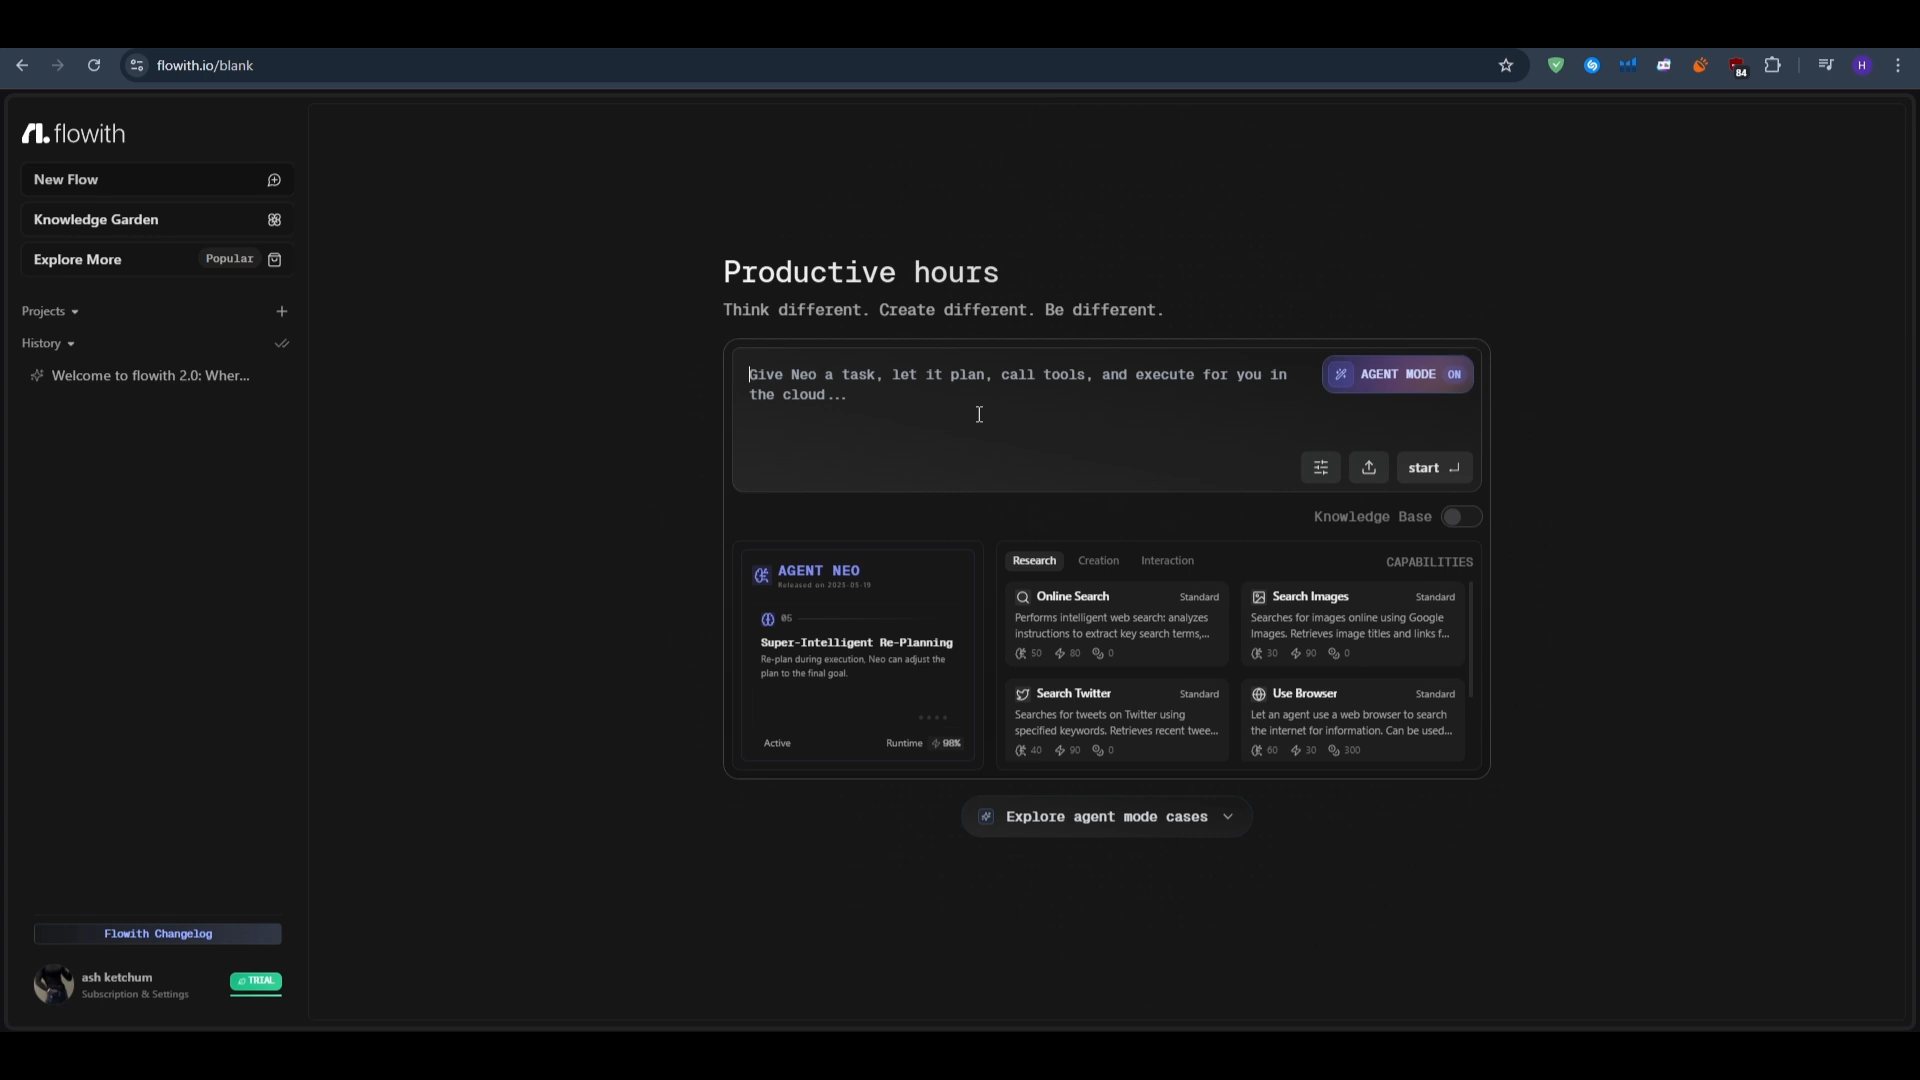 flowith.io/blank
84
H
flowith
New Flow
Knowledge Garden
Explore More Popular
Projects
History
Welcome to flowith 2.0: Wher...
Productive hours
Think different. Create different. Be different.
Give Neo a task, let it plan, call tools, and execute for you in
the cloud...
AGENT MODE ON
start
Knowledge Base
AGENT NEO
Released on 2025-05-19
05
Super-Intelligent Re-Planning
Re-plan during execution, Neo can adjust the
plan to the final goal.
Active Runtime 98%
Research Creation Interaction CAPABILITIES
Online Search Standard
Performs intelligent web search: analyzes
instructions to extract key search terms,...
50 80 0
Search Images Standard
Searches for images online using Google
Images. Retrieves image titles and links f...
30 90 0
Search Twitter Standard
Searches for tweets on Twitter using
specified keywords. Retrieves recent twee...
40 90 0
Use Browser Standard
Let an agent use a web browser to search
the internet for information. Can be used...
60 30 300
Explore agent mode cases
Flowith Changelog
ash ketchum
Subscription & Settings
TRIAL